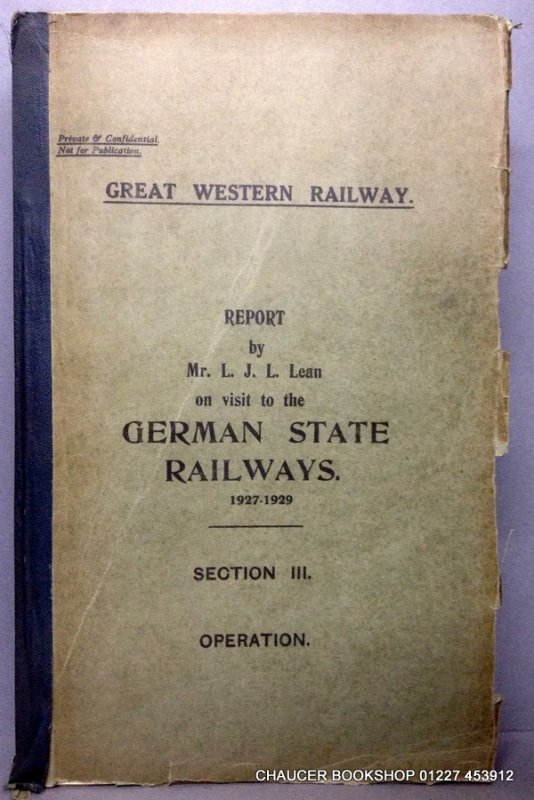 Private & Confidential.
Not for Publication.
GREAT WESTERN RAILWAY.
REPORT
by
Mr. L. J. L. Lean
on visit to the
GERMAN STATE
RAILWAYS.
1927-1929
SECTION III.
OPERATION.
CHAUCER BOOKSHOP 01227 453912